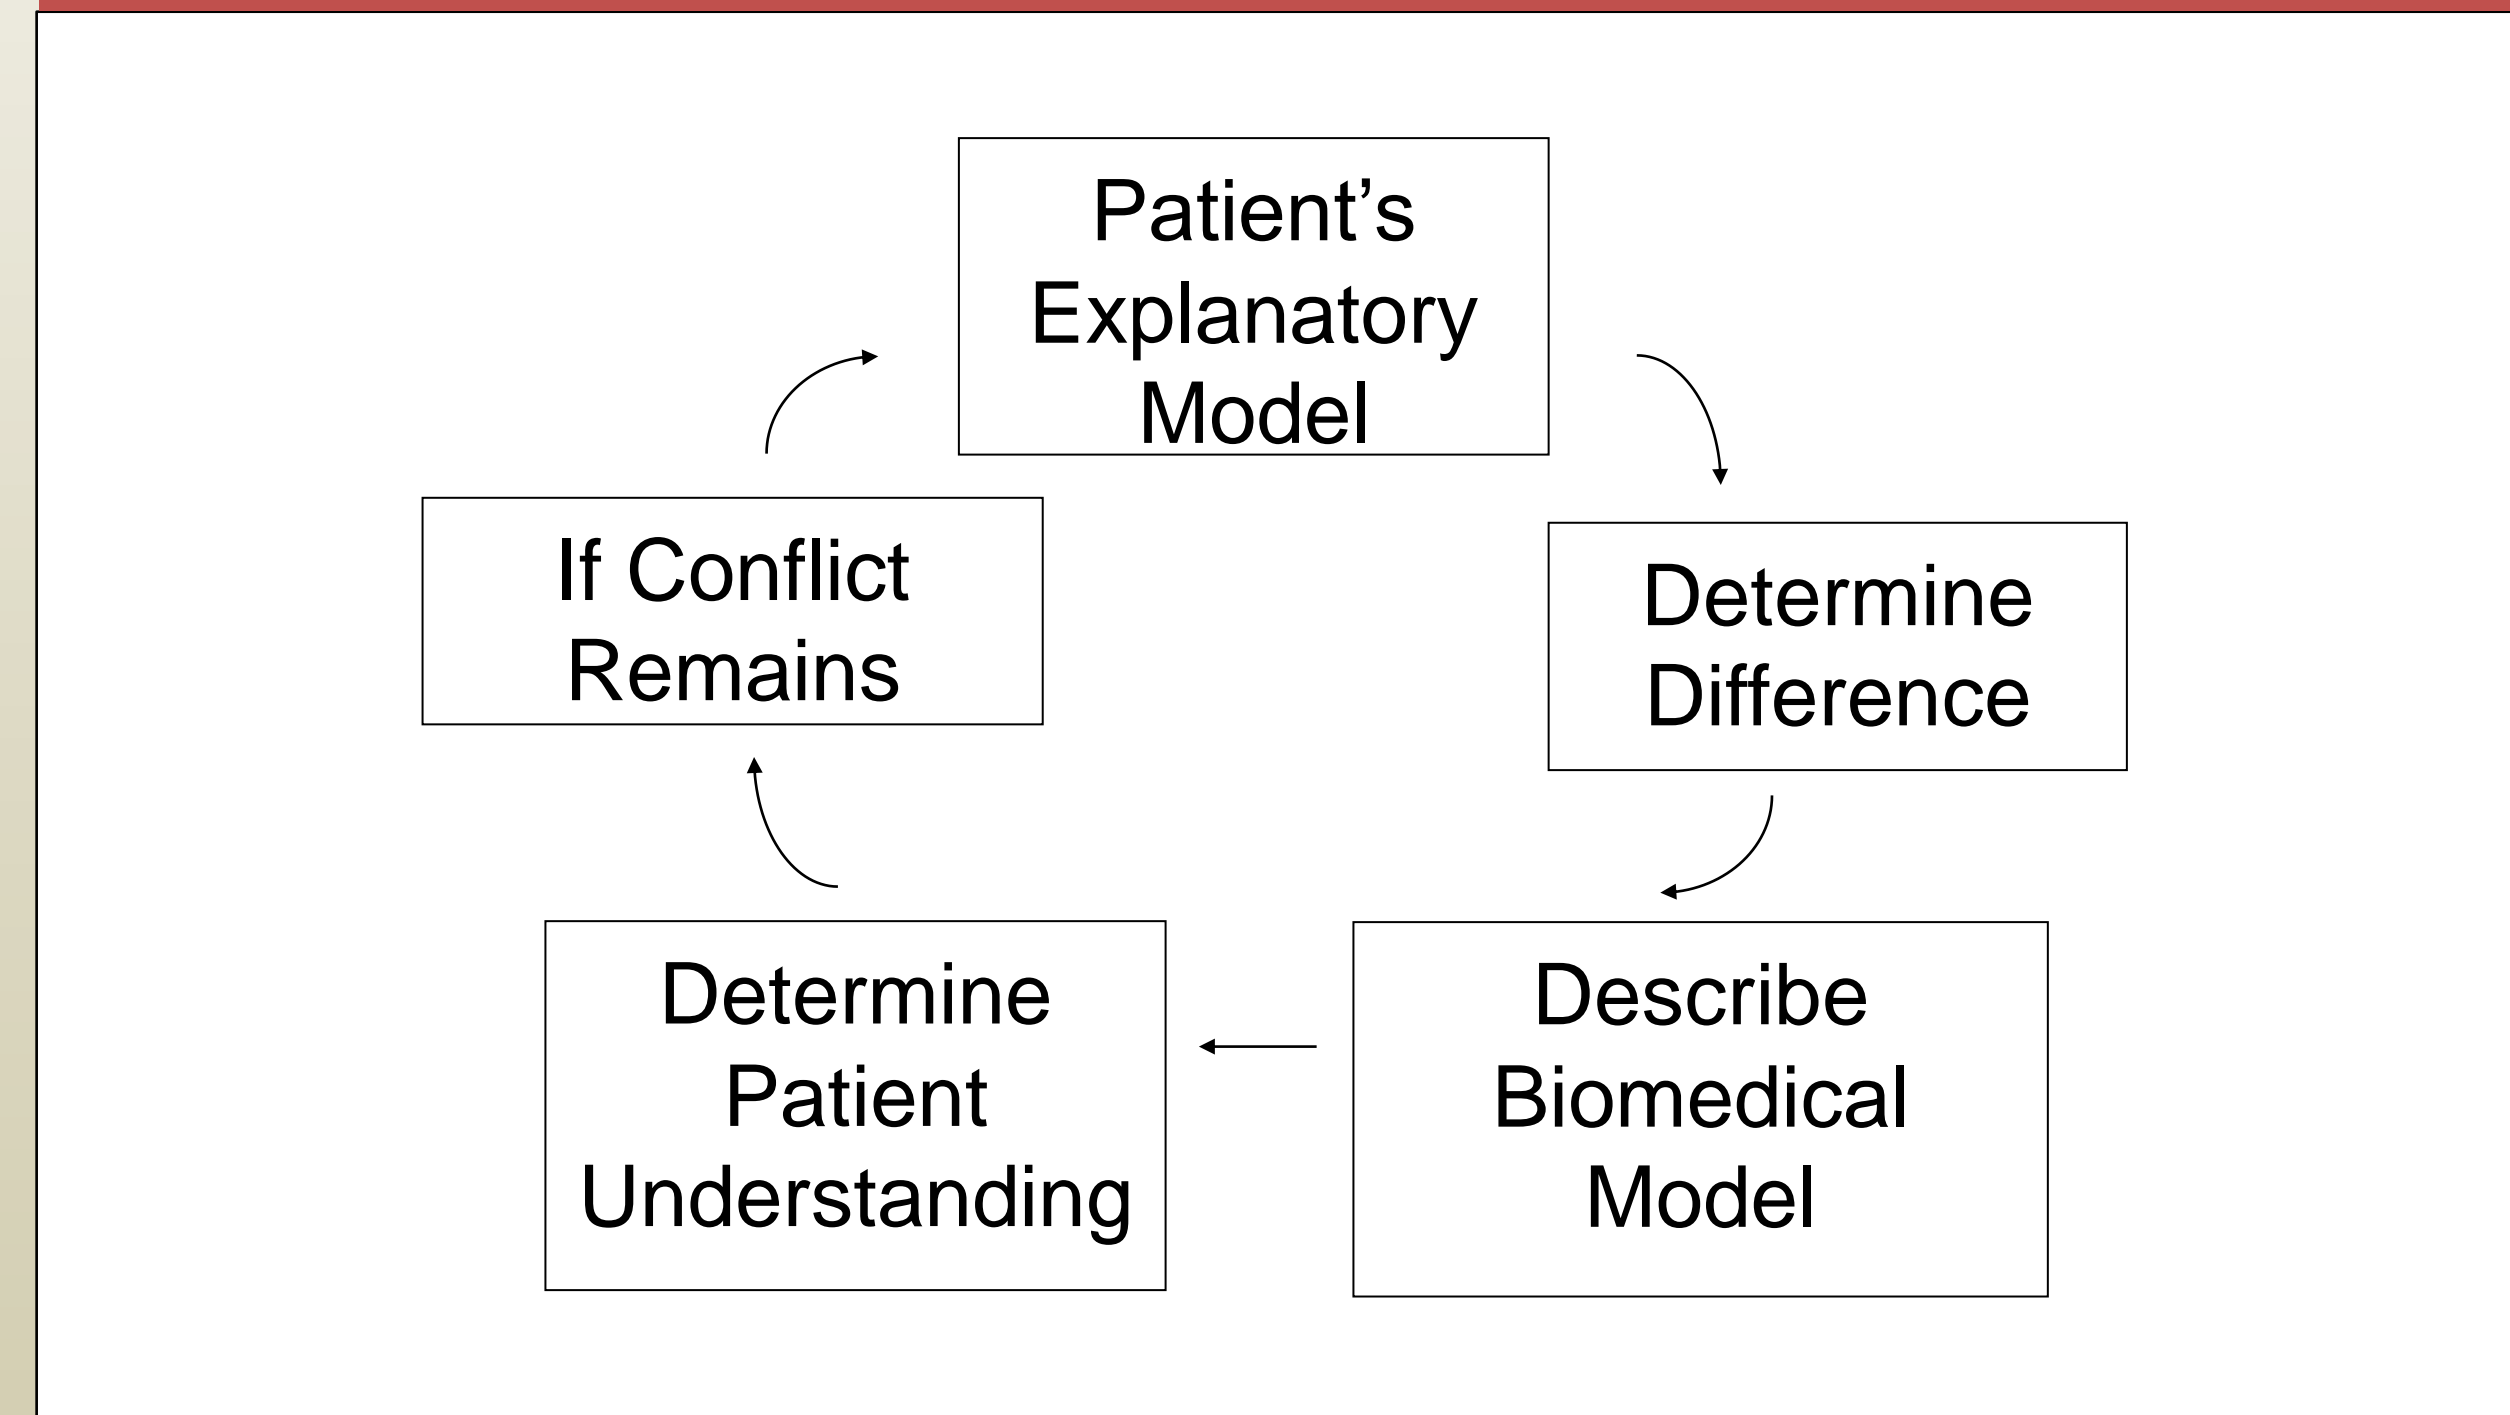 Patient’s
Explanatory
Model
If Conflict
Remains
Determine
Difference
Determine
Patient
Understanding
Describe
Biomedical
Model